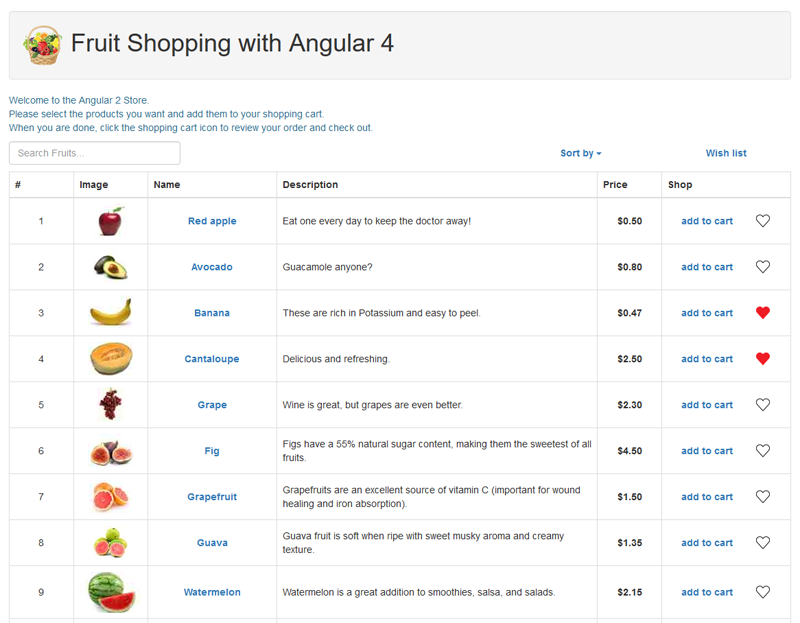 Fruit Shopping with Angular 4
Welcome to the Angular 2 Store.
Please select the products you want and add them to your shopping cart.
When you are done, click the shopping cart icon to review your order and check out.
Search Fruits... Sort by Wish list
# Image Name Description Price Shop
1 Red apple Eat one every day to keep the doctor away! $0.50 add to cart
2 Avocado Guacamole anyone? $0.80 add to cart
3 Banana These are rich in Potassium and easy to peel. $0.47 add to cart
4 Cantaloupe Delicious and refreshing. $2.50 add to cart
5 Grape Wine is great, but grapes are even better. $2.30 add to cart
6 Fig Figs have a 55% natural sugar content, making them the sweetest of all
fruits. $4.50 add to cart
7 Grapefruit Grapefruits are an excellent source of vitamin C (important for wound
healing and iron absorption). $1.50 add to cart
8 Guava Guava fruit is soft when ripe with sweet musky aroma and creamy
texture. $1.35 add to cart
9 Watermelon Watermelon is a great addition to smoothies, salsa, and salads. $2.15 add to cart